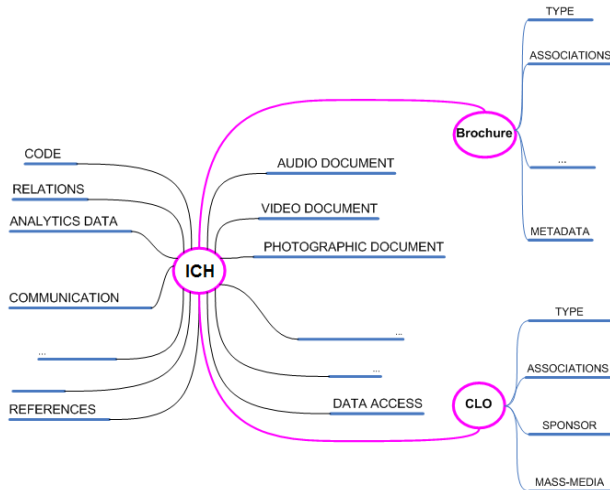 TYPE
ASSOCIATIONS
Brochure
...
METADATA
CODE
RELATIONS
ANALYTICS DATA
COMMUNICATION
...
REFERENCES
ICH
AUDIO DOCUMENT
VIDEO DOCUMENT
PHOTOGRAPHIC DOCUMENT
...
...
DATA ACCESS
TYPE
ASSOCIATIONS
CLO
SPONSOR
MASS-MEDIA